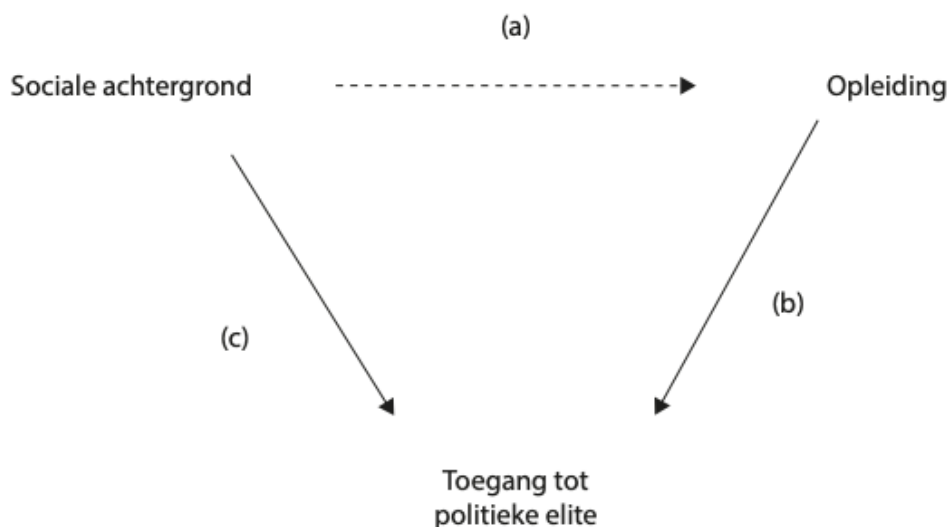 (a)
Sociale achtergrond
Opleiding
(b)
(c)
Toegang tot
politieke elite